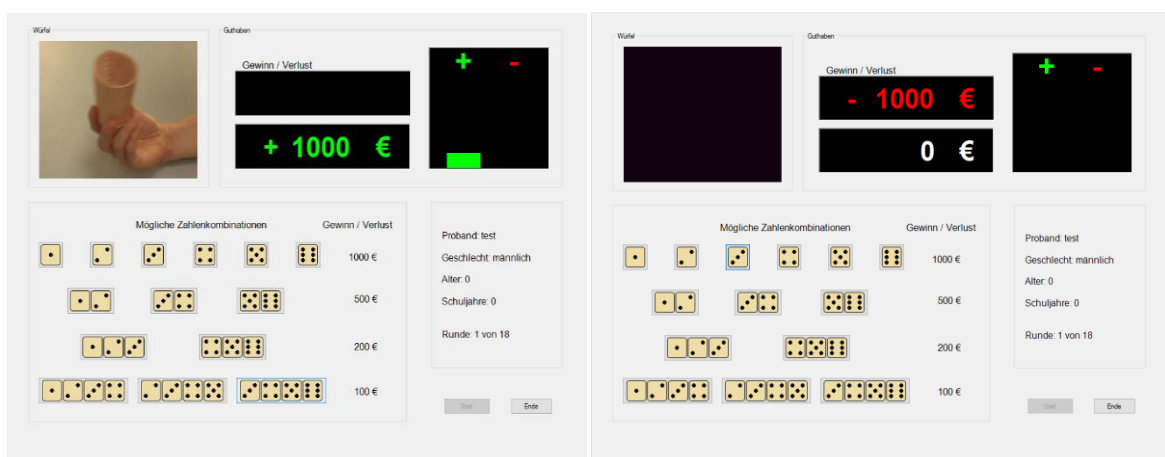 Würfel
Guthaben
Gewinn / Verlust
+ -
+ 1000 €
Mögliche Zahlenkombinationen
Gewinn / Verlust
1000 €
500 €
200 €
100 €
Proband: test
Geschlecht: männlich
Alter: 0
Schuljahre: 0
Runde: 1 von 18
Start
Ende
Würfel
Guthaben
Gewinn / Verlust
+ -
- 1000 €
0 €
Mögliche Zahlenkombinationen
Gewinn / Verlust
1000 €
500 €
200 €
100 €
Proband: test
Geschlecht: männlich
Alter: 0
Schuljahre: 0
Runde: 1 von 18
Start
Ende